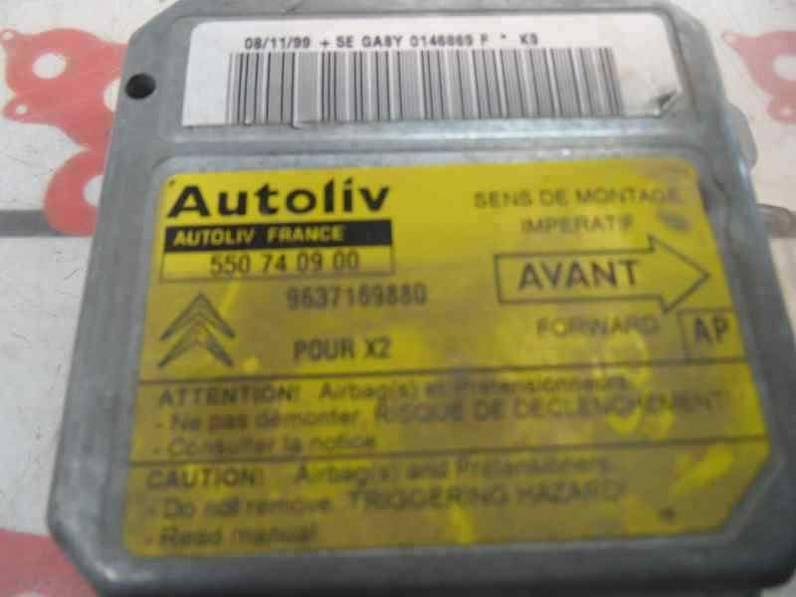 08/11/99 + 5E GA8Y 0146869 F * K9
Autoliv
AUTOLIV FRANCE
550 74 09 00
9637169880
POUR X2
SENS DE MONTAGE
IMPERATIF
AVANT
FORWARD
AP
ATTENTION! Airbag(s) et Prétensionneurs.
- Ne pas démonter. RISQUE DE DECLENCHEMENT!
- Consulter la notice.
CAUTION! Airbag(s) and Pretensioners.
- Do not remove. TRIGGERING HAZARD!
- Read manual.